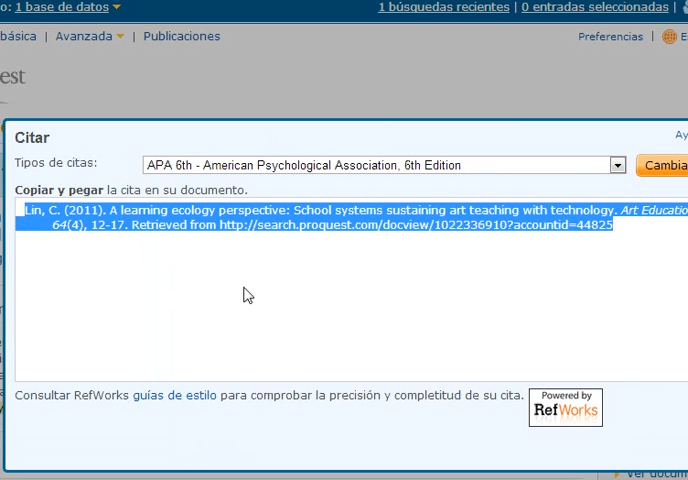 o: 1 base de datos 1 búsquedas recientes | 0 entradas seleccionadas |
básica | Avanzada Publicaciones Preferencias | E
est
Citar Ay
Tipos de citas: APA 6th - American Psychological Association, 6th Edition Cambia
Copiar y pegar la cita en su documento.
Lin, C. (2011). A learning ecology perspective: School systems sustaining art teaching with technology. Art Educatio
64(4), 12-17. Retrieved from http://search.proquest.com/docview/1022336910?accountid=44825
Consultar RefWorks guías de estilo para comprobar la precisión y completitud de su cita. Powered by
RefWorks
Ver docum